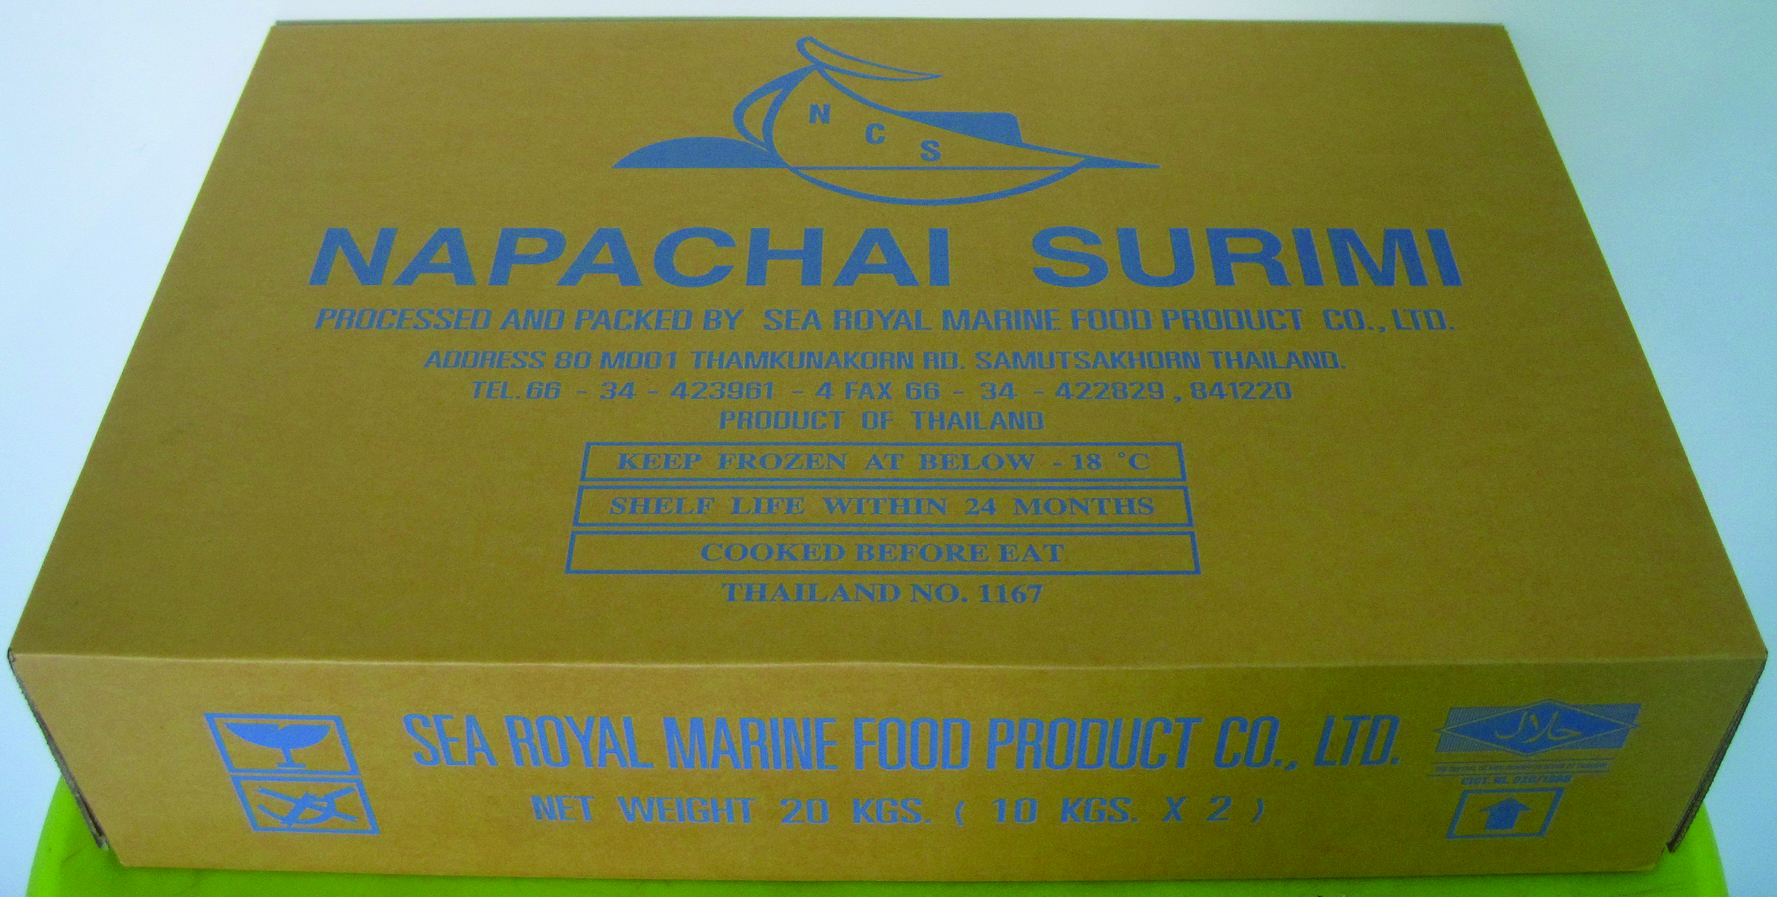 N C S
NAPACHAI SURIMI
PROCESSED AND PACKED BY SEA ROYAL MARINE FOOD PRODUCT CO., LTD.
ADDRESS 80 MOO1 THAMKUNAKORN RD. SAMUTSAKHORN THAILAND.
TEL. 66 - 34 - 423961 - 4 FAX 66 - 34 - 422829 , 841220
PRODUCT OF THAILAND
KEEP FROZEN AT BELOW - 18 °C
SHELF LIFE WITHIN 24 MONTHS
COOKED BEFORE EAT
THAILAND NO. 1167
SEA ROYAL MARINE FOOD PRODUCT CO., LTD.
حلال
NET WEIGHT 20 KGS. ( 10 KGS. X 2 )